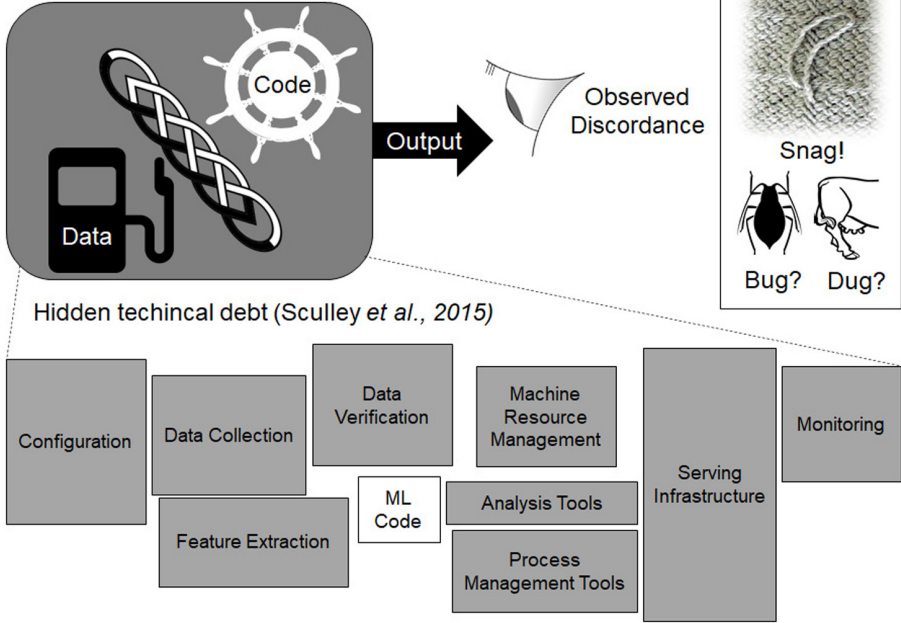 Code
Data
Output
Observed
Discordance
Snag!
Bug?
Dug?
Hidden techincal debt (Sculley et al., 2015)
Configuration
Data Collection
Data
Verification
Machine
Resource
Management
Monitoring
Serving
Infrastructure
ML
Code
Analysis Tools
Feature Extraction
Process
Management Tools